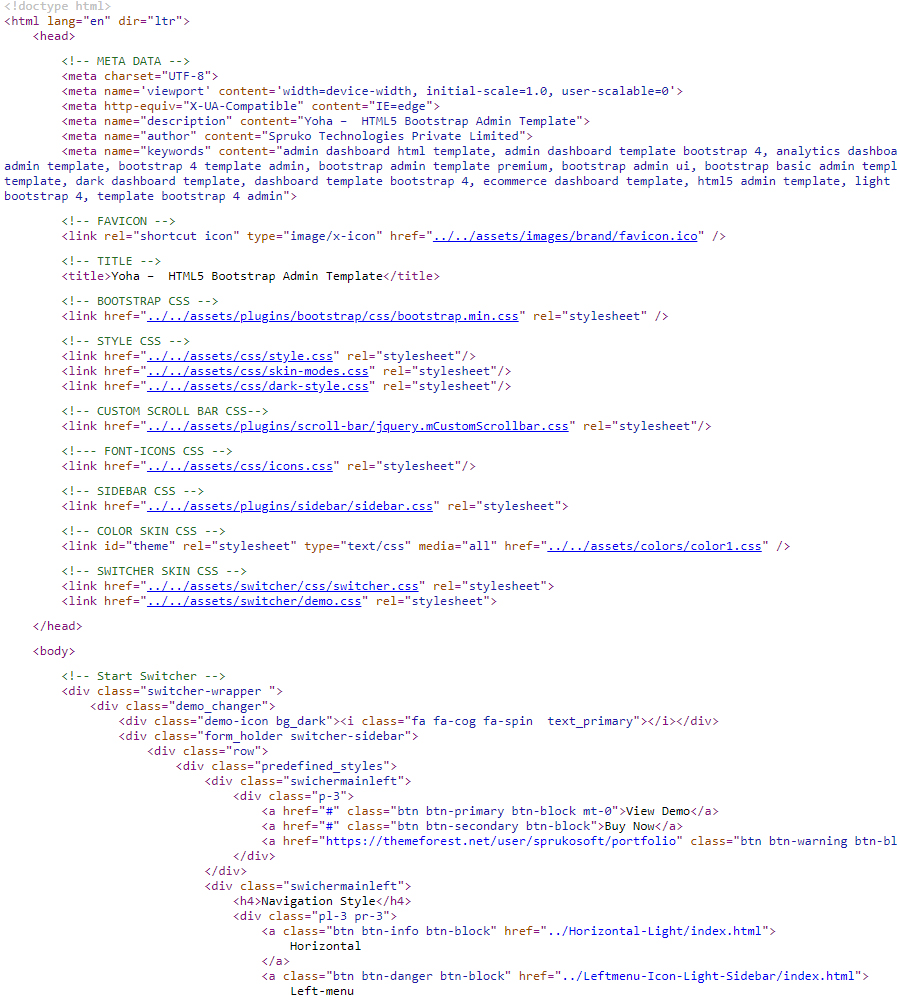 <!doctype html>
<html lang="en" dir="ltr">
<head>
<!-- META DATA -->
<meta charset="UTF-8">
<meta name='viewport' content='width=device-width, initial-scale=1.0, user-scalable=0'>
<meta http-equiv="X-UA-Compatible" content="IE=edge">
<meta name="description" content="Yoha –  HTML5 Bootstrap Admin Template">
<meta name="author" content="Spruko Technologies Private Limited">
<meta name="keywords" content="admin dashboard html template, admin dashboard template bootstrap 4, analytics dashboa
admin template, bootstrap 4 template admin, bootstrap admin template premium, bootstrap admin ui, bootstrap basic admin templ
template, dark dashboard template, dashboard template bootstrap 4, ecommerce dashboard template, html5 admin template, light
bootstrap 4, template bootstrap 4 admin">
<!-- FAVICON -->
<link rel="shortcut icon" type="image/x-icon" href="../../assets/images/brand/favicon.ico" />
<!-- TITLE -->
<title>Yoha –  HTML5 Bootstrap Admin Template</title>
<!-- BOOTSTRAP CSS -->
<link href="../../assets/plugins/bootstrap/css/bootstrap.min.css" rel="stylesheet" />
<!-- STYLE CSS -->
<link href="../../assets/css/style.css" rel="stylesheet"/>
<link href="../../assets/css/skin-modes.css" rel="stylesheet"/>
<link href="../../assets/css/dark-style.css" rel="stylesheet"/>
<!-- CUSTOM SCROLL BAR CSS-->
<link href="../../assets/plugins/scroll-bar/jquery.mCustomScrollbar.css" rel="stylesheet"/>
<!--- FONT-ICONS CSS -->
<link href="../../assets/css/icons.css" rel="stylesheet"/>
<!-- SIDEBAR CSS -->
<link href="../../assets/plugins/sidebar/sidebar.css" rel="stylesheet">
<!-- COLOR SKIN CSS -->
<link id="theme" rel="stylesheet" type="text/css" media="all" href="../../assets/colors/color1.css" />
<!-- SWITCHER SKIN CSS -->
<link href="../../assets/switcher/css/switcher.css" rel="stylesheet">
<link href="../../assets/switcher/demo.css" rel="stylesheet">
</head>
<body>
<!-- Start Switcher -->
<div class="switcher-wrapper ">
<div class="demo_changer">
<div class="demo-icon bg_dark"><i class="fa fa-cog fa-spin  text_primary"></i></div>
<div class="form_holder switcher-sidebar">
<div class="row">
<div class="predefined_styles">
<div class="swichermainleft">
<div class="p-3">
<a href="#" class="btn btn-primary btn-block mt-0">View Demo</a>
<a href="#" class="btn btn-secondary btn-block">Buy Now</a>
<a href="https://themeforest.net/user/sprukosoft/portfolio" class="btn btn-warning btn-bl
</div>
</div>
<div class="swichermainleft">
<h4>Navigation Style</h4>
<div class="pl-3 pr-3">
<a class="btn btn-info btn-block" href="../Horizontal-Light/index.html">
Horizontal
</a>
<a class="btn btn-danger btn-block" href="../Leftmenu-Icon-Light-Sidebar/index.html">
Left-menu